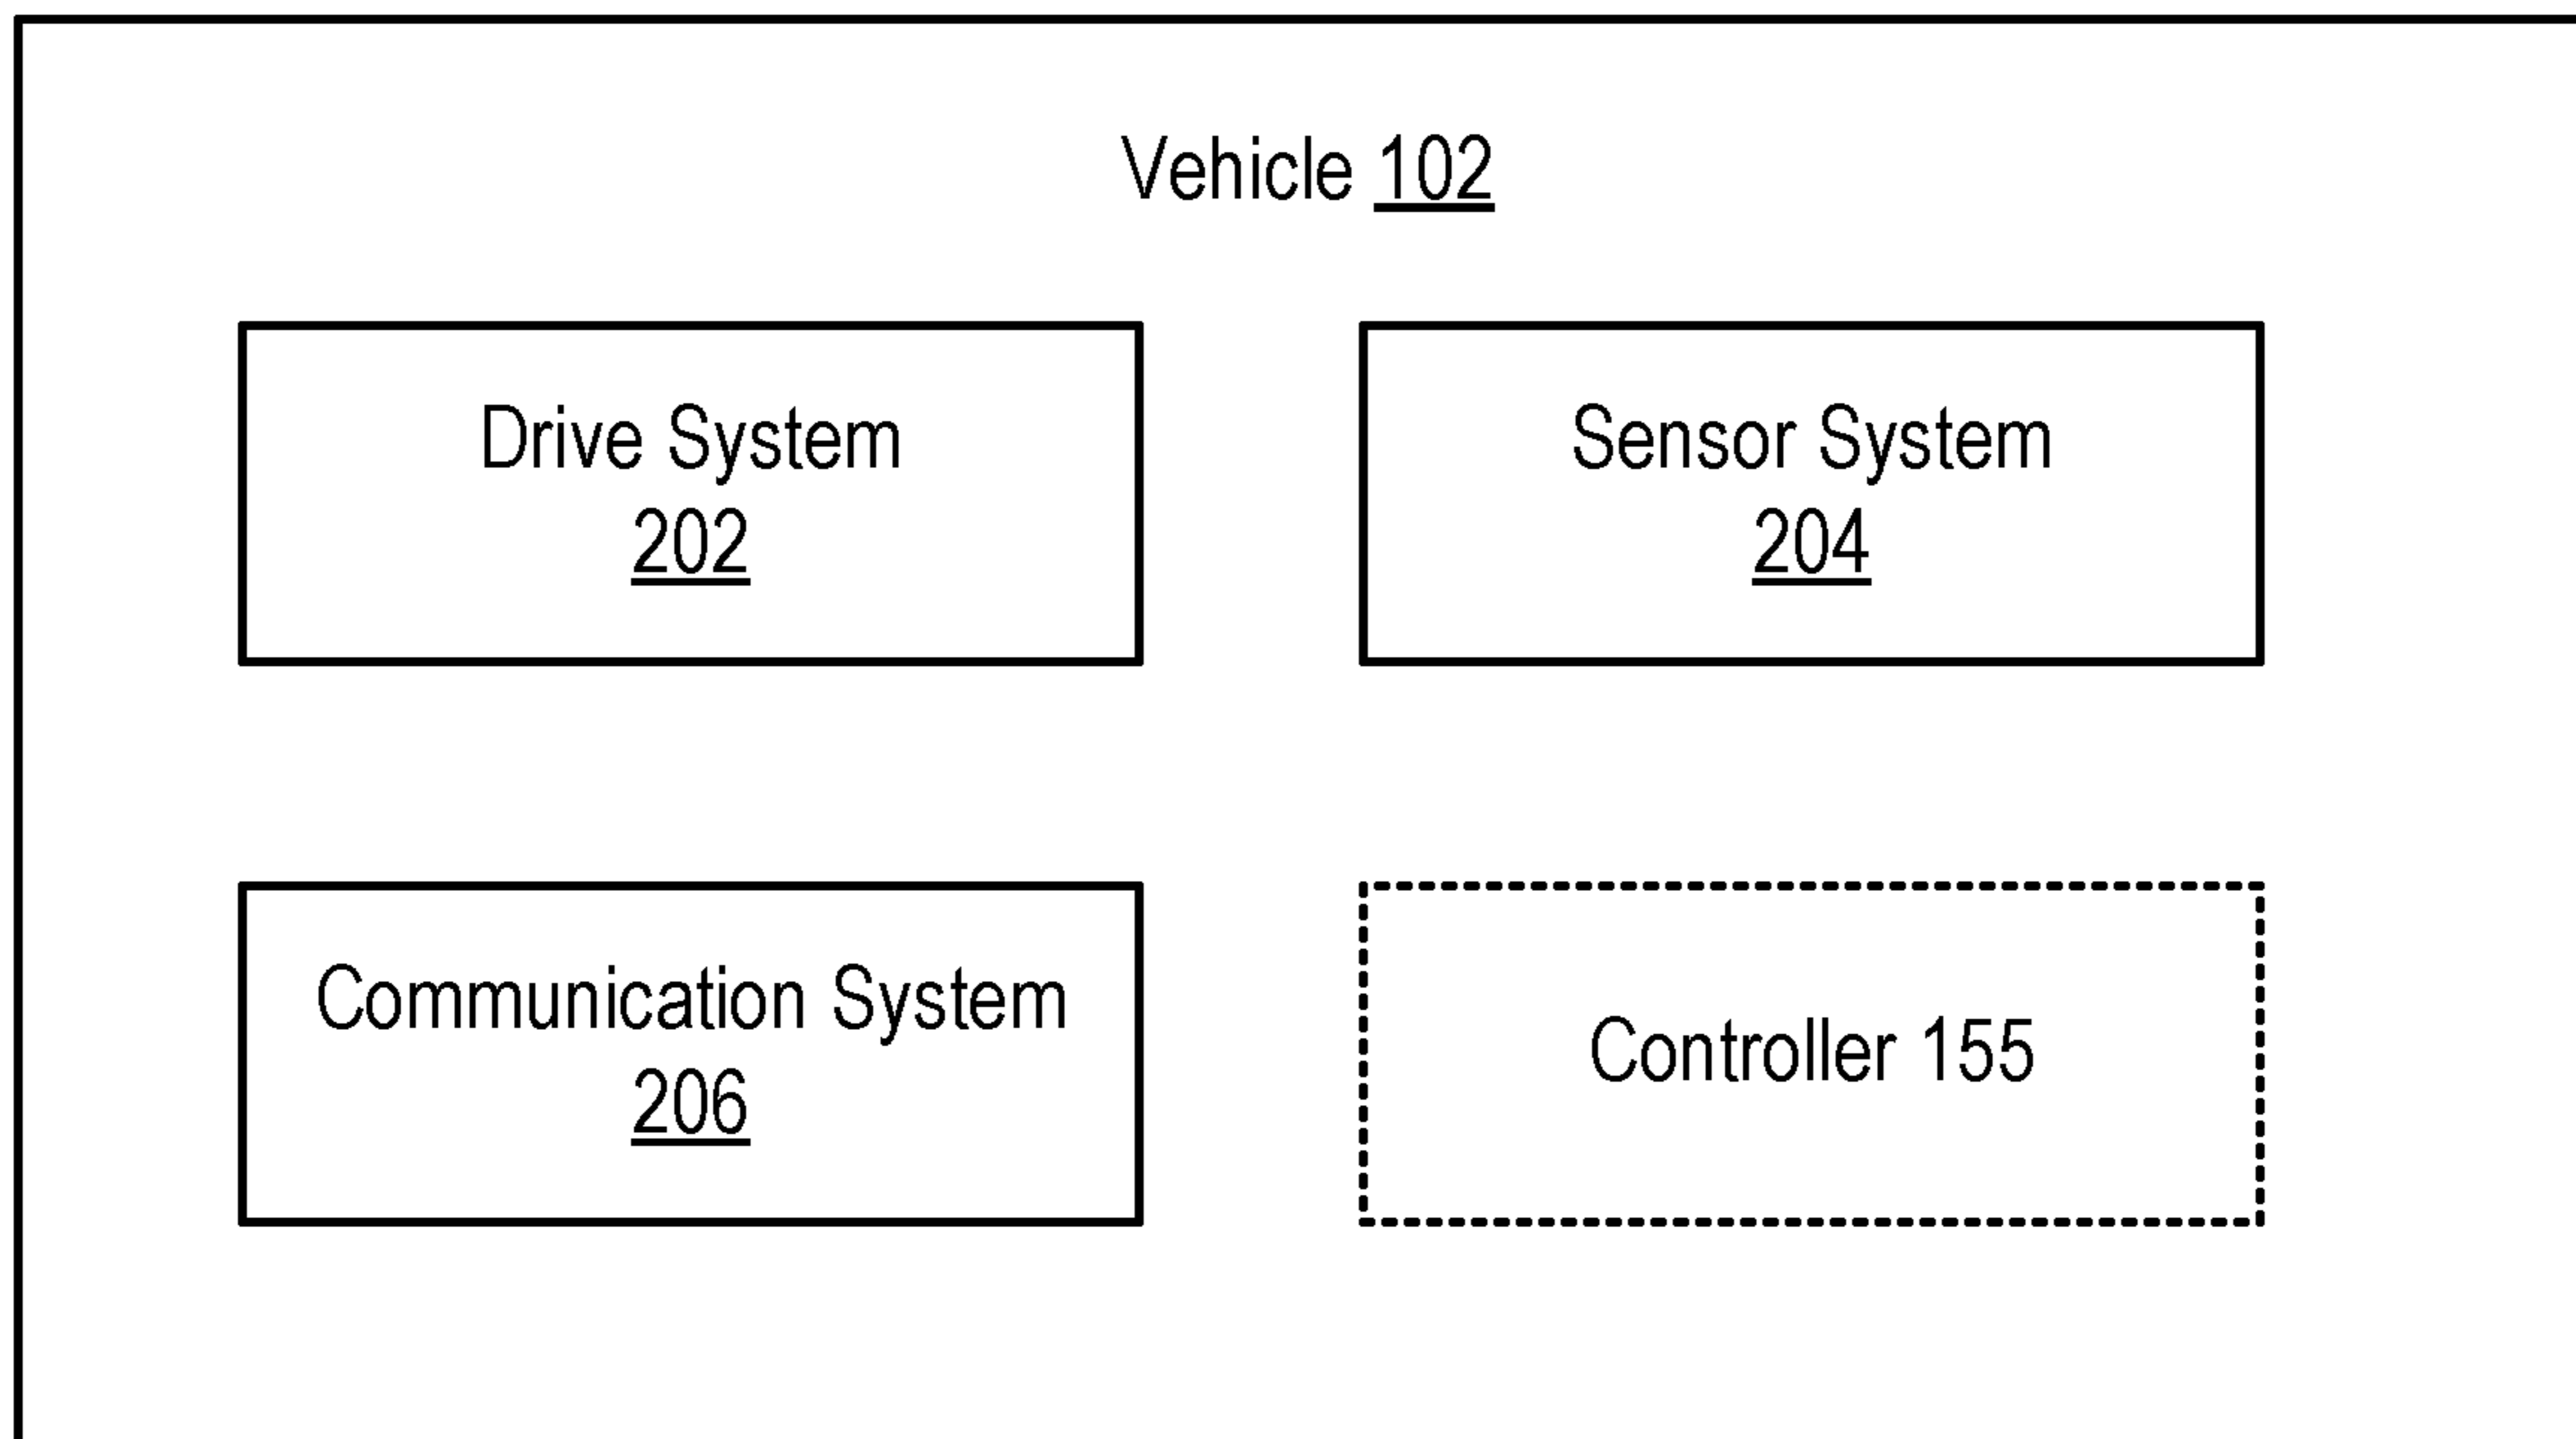 Vehicle 102
Drive System
202
Sensor System
204
Communication System
206
Controller 155